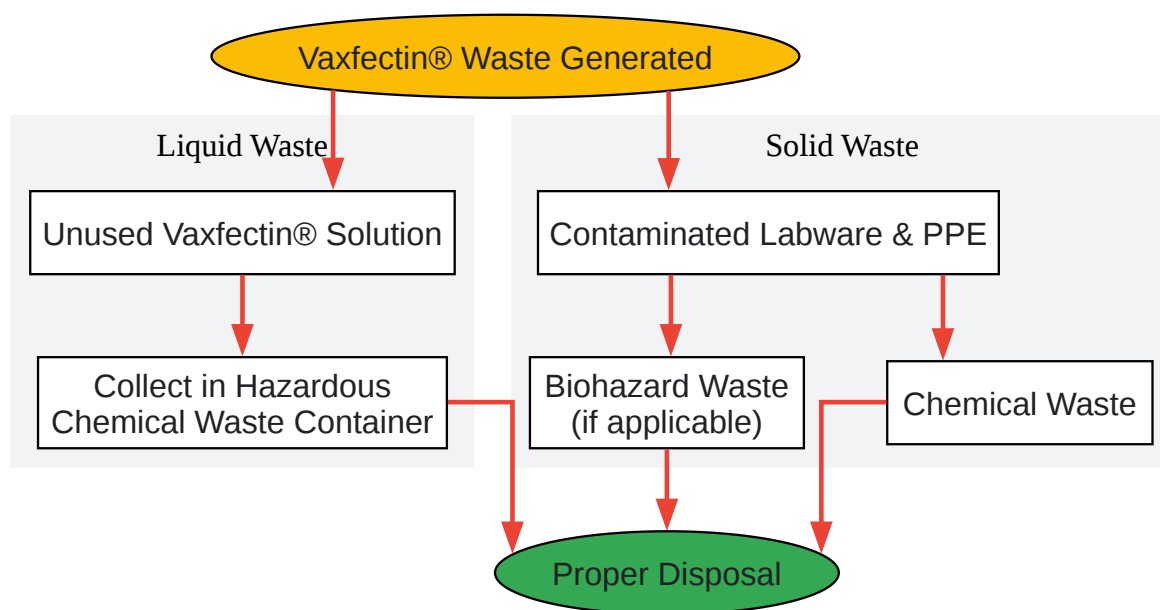 Vaxfectin® Waste Generated
Liquid Waste
Solid Waste
Unused Vaxfectin® Solution
Contaminated Labware & PPE
Collect in Hazardous
Chemical Waste Container
Biohazard Waste
(if applicable)
Chemical Waste
Proper Disposal